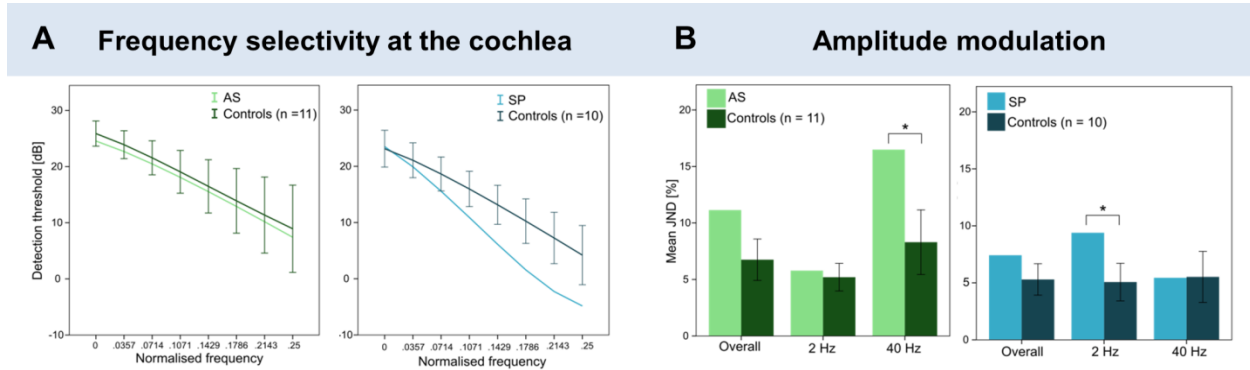 A Frequency selectivity at the cochlea
B Amplitude modulation
AS
Controls (n =11)
30
20
10
0
-10
Detection threshold [dB]
0 .0357 .0714 .1071 .1429 .1786 .2143 .25
Normalised frequency
SP
Controls (n =10)
30
20
10
0
-10
0 .0357 .0714 .1071 .1429 .1786 .2143 .25
Normalised frequency
AS
Controls (n = 11)
20
15
10
5
0
Mean JND [%]
*
Overall 2 Hz 40 Hz
SP
Controls (n = 10)
20
15
10
5
0
*
Overall 2 Hz 40 Hz